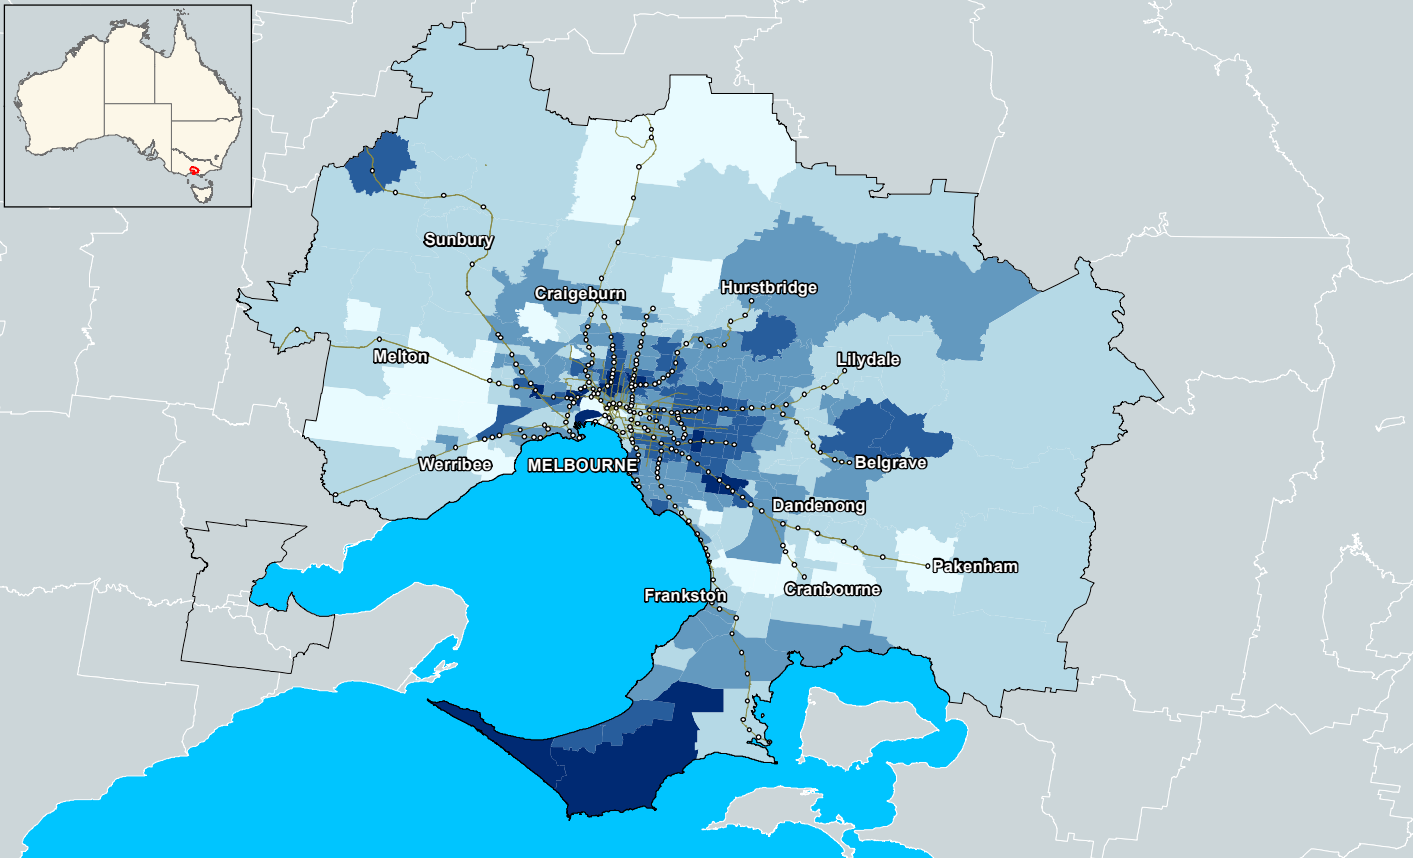 Sunbury
Craigeburn
Hurstbridge
Melton
Lilydale
Werribee
MELBOURNE
Belgrave
Dandenong
Pakenham
Cranbourne
Frankston